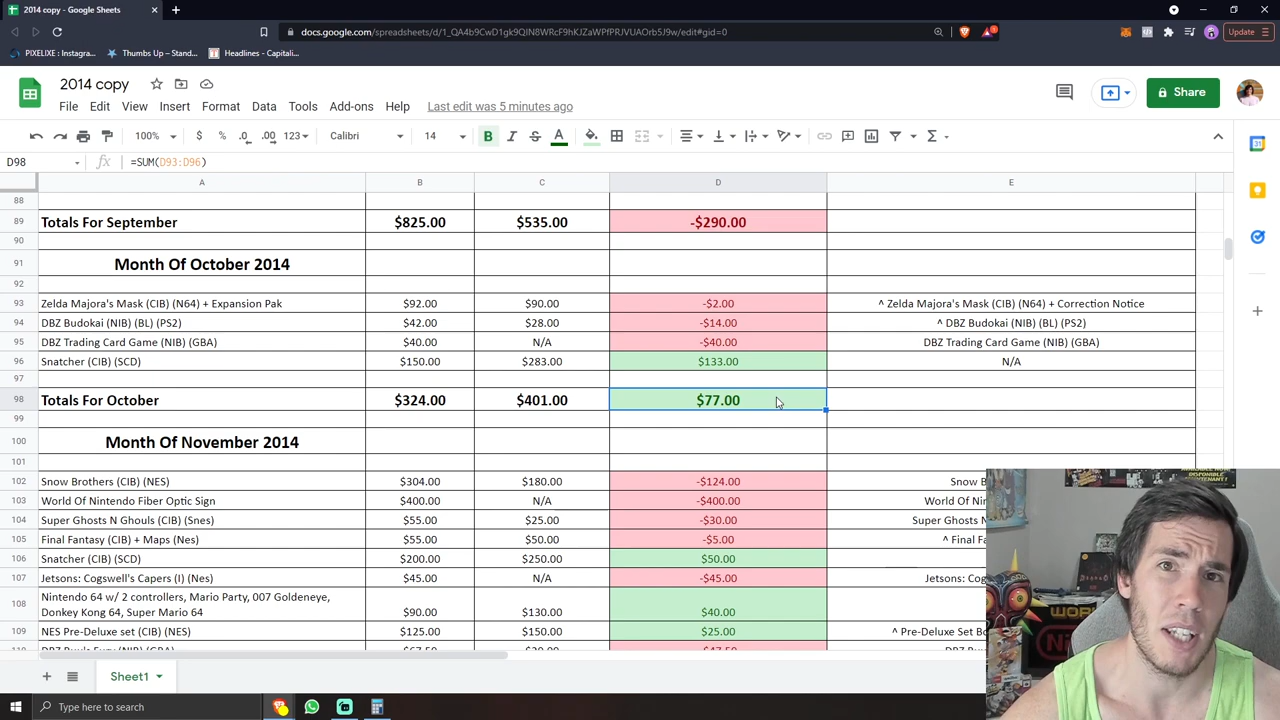 2014 copy - Google Sheets
docs.google.com/spreadsheets/d/1_QA4b9CwD1gk9QIN8WRcF9hKJZaWPfPRJVUAOrb5J9w/edit#gid=0
Update
PIXELIXE : Instagra...
Thumbs Up – Stand...
Headlines - Capitali...
2014 copy
File Edit View Insert Format Data Tools Add-ons Help Last edit was 5 minutes ago
Share
100% $ % .0 .00 123 Calibri 14 B I S A Σ
D98 fx =SUM(D93:D96)
A B C D E
88
89 Totals For September $825.00 $535.00 -$290.00
90
91 Month Of October 2014
92
93 Zelda Majora's Mask (CIB) (N64) + Expansion Pak $92.00 $90.00 -$2.00 ^ Zelda Majora's Mask (CIB) (N64) + Correction Notice
94 DBZ Budokai (NIB) (BL) (PS2) $42.00 $28.00 -$14.00 ^ DBZ Budokai (NIB) (BL) (PS2)
95 DBZ Trading Card Game (NIB) (GBA) $40.00 N/A -$40.00 DBZ Trading Card Game (NIB) (GBA)
96 Snatcher (CIB) (SCD) $150.00 $283.00 $133.00 N/A
97
98 Totals For October $324.00 $401.00 $77.00
99
100 Month Of November 2014
101
102 Snow Brothers (CIB) (NES) $304.00 $180.00 -$124.00 Snow B
103 World Of Nintendo Fiber Optic Sign $400.00 N/A -$400.00 World Of Nin
104 Super Ghosts N Ghouls (CIB) (Snes) $55.00 $25.00 -$30.00 Super Ghosts N
105 Final Fantasy (CIB) + Maps (Nes) $55.00 $50.00 -$5.00 ^ Final Fa
106 Snatcher (CIB) (SCD) $200.00 $250.00 $50.00
107 Jetsons: Cogswell's Capers (I) (Nes) $45.00 N/A -$45.00 Jetsons: Cog
108 Nintendo 64 w/ 2 controllers, Mario Party, 007 Goldeneye,
Donkey Kong 64, Super Mario 64 $90.00 $130.00 $40.00
109 NES Pre-Deluxe set (CIB) (NES) $125.00 $150.00 $25.00 ^ Pre-Deluxe Set Bo
Sheet1
Type here to search